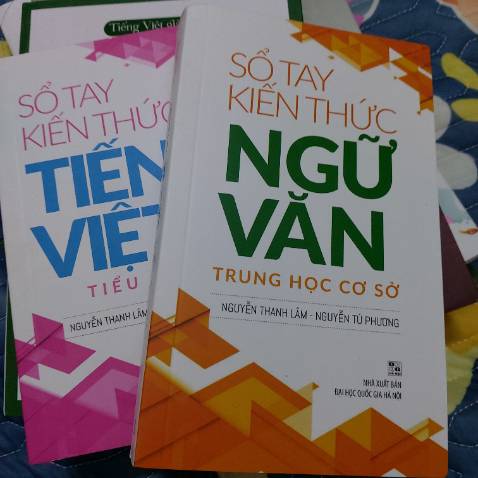 Tiếng Việt
SỔ TAY
KIẾN THỨC
TIẾN
VIỆT
TIỂU
NGUYỄN THANH LÂM
SỔ TAY
KIẾN THỨC
NGỮ
VĂN
TRUNG HỌC CƠ SỞ
NGUYỄN THANH LÂM - NGUYỄN TÚ PHƯƠNG
NHÀ XUẤT BẢN
ĐẠI HỌC QUỐC GIA HÀ NỘI